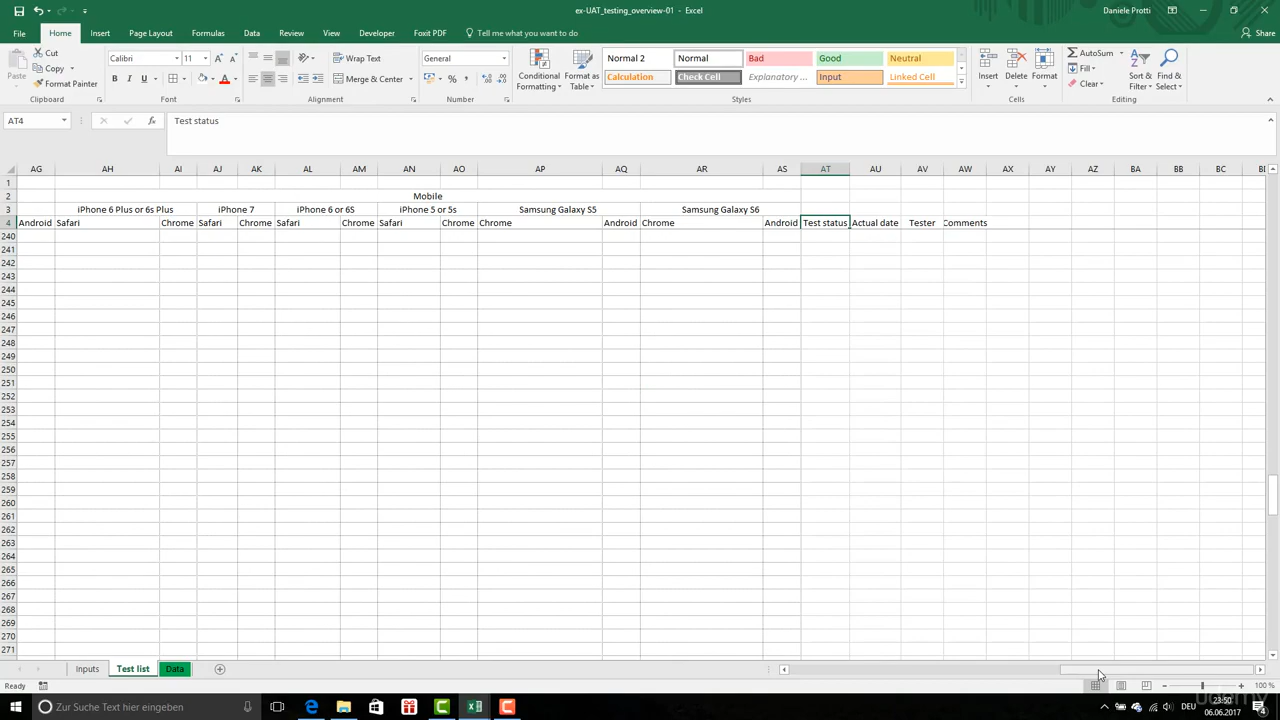 ex-UAT_testing_overview-01 - Excel
Daniele Protti
File Home Insert Page Layout Formulas Data Review View Developer Foxit PDF Tell me what you want to do Share
Paste Cut Copy Format Painter Clipboard
Calibri 11 B I U A Font
Wrap Text Merge & Center Alignment
General % , Number
Conditional Formatting Format as Table
Normal 2 Normal Bad Good Neutral
Calculation Check Cell Explanatory ... Input Linked Cell
Styles
Insert Delete Format Cells
AutoSum Fill Clear Sort & Filter Find & Select Editing
AT4 fx Test status
AG AH AI AJ AK AL AM AN AO AP AQ AR AS AT AU AV AW AX AY AZ BA BB BC
1
2 Mobile
3 iPhone 6 Plus or 6s Plus iPhone 7 iPhone 6 or 6S iPhone 5 or 5s Samsung Galaxy S5 Samsung Galaxy S6
4 Android Safari Chrome Safari Chrome Safari Chrome Safari Chrome Chrome Android Chrome Android Test status Actual date Tester Comments
240
241
242
243
244
245
246
247
248
249
250
251
252
253
254
255
256
257
258
259
260
261
262
263
264
265
266
267
268
269
270
271
Inputs Test list Data
Ready 100 %
Zur Suche Text hier eingeben DEU 23:50
06.06.2017
Udemy